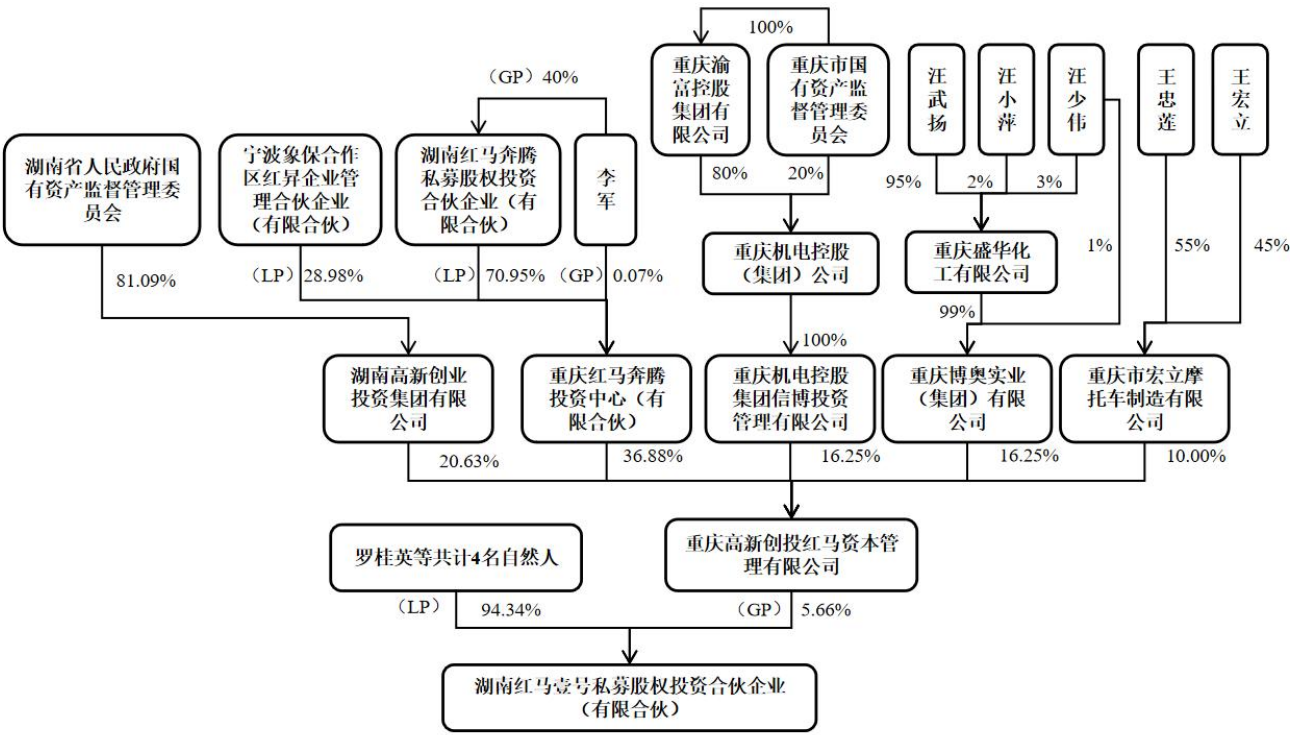 100%
重庆渝
富控股
集团有
限公司
重庆市国
有资产监
督管理委
员会
汪
武
扬
汪
小
萍
汪
少
伟
王
忠
莲
王
宏
立
（GP）40%
湖南省人民政府国
有资产监督管理委
员会
宁波象保合作
区红昇企业管
理合伙企业
（有限合伙）
湖南红马奔腾
私募股权投资
合伙企业（有
限合伙）
李
军
80%
20%
95%
2%
3%
81.09%
（LP）28.98%
（LP）70.95%
（GP）0.07%
重庆机电控股
（集团）公司
重庆盛华化
工有限公司
1%
55%
45%
100%
99%
湖南高新创业
投资集团有限
公司
重庆红马奔腾
投资中心（有
限合伙）
重庆机电控股
集团信博投资
管理有限公司
重庆博奥实业
（集团）有限
公司
重庆市宏立摩
托车制造有限
公司
20.63%
36.88%
16.25%
16.25%
10.00%
罗桂英等共计4名自然人
重庆高新创投红马资本管
理有限公司
（LP）
94.34%
（GP）
5.66%
湖南红马壹号私募股权投资合伙企业
（有限合伙）